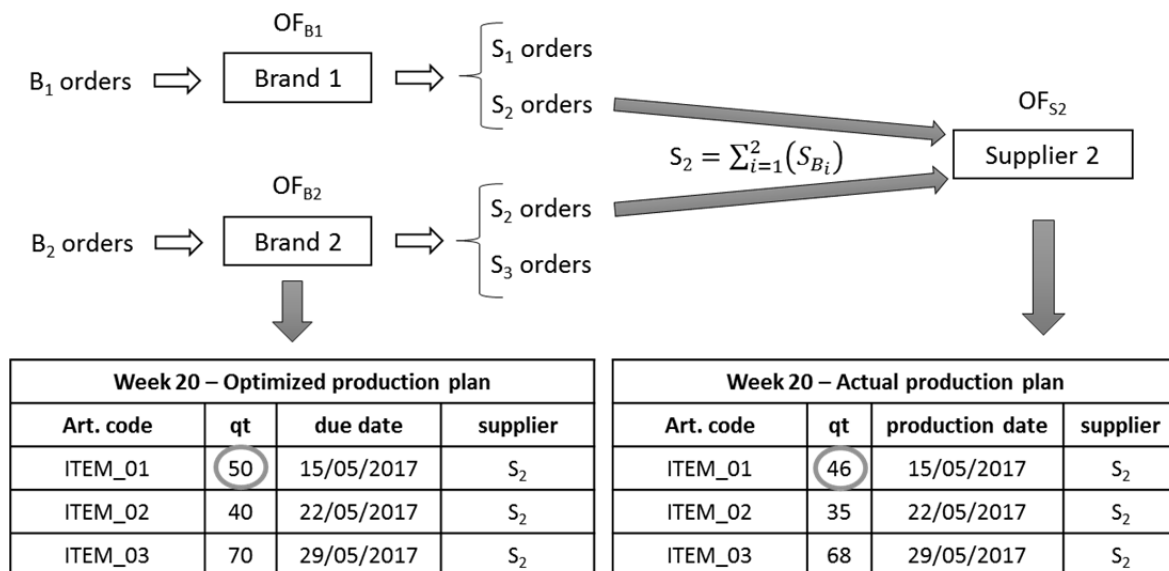 OF_B1
B_1 orders
Brand 1
S_1 orders
S_2 orders
S_2 = ∑_{i=1}^{2}(S_{B_i})
OF_S2
Supplier 2
OF_B2
B_2 orders
Brand 2
S_2 orders
S_3 orders
Week 20 – Optimized production plan
Art. code qt due date supplier
ITEM_01 50 15/05/2017 S_2
ITEM_02 40 22/05/2017 S_2
ITEM_03 70 29/05/2017 S_2
Week 20 – Actual production plan
Art. code qt production date supplier
ITEM_01 46 15/05/2017 S_2
ITEM_02 35 22/05/2017 S_2
ITEM_03 68 29/05/2017 S_2